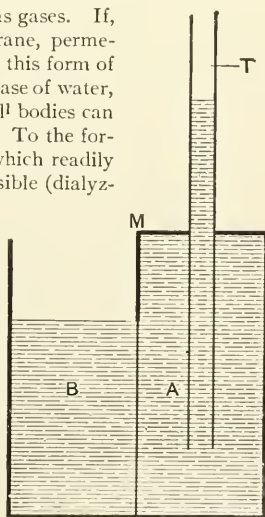 as gases. If,
rane, perme-
this form of
ase of water,
bodies can
To the for-
which readily
sible (dialyz-
T
M
B
A